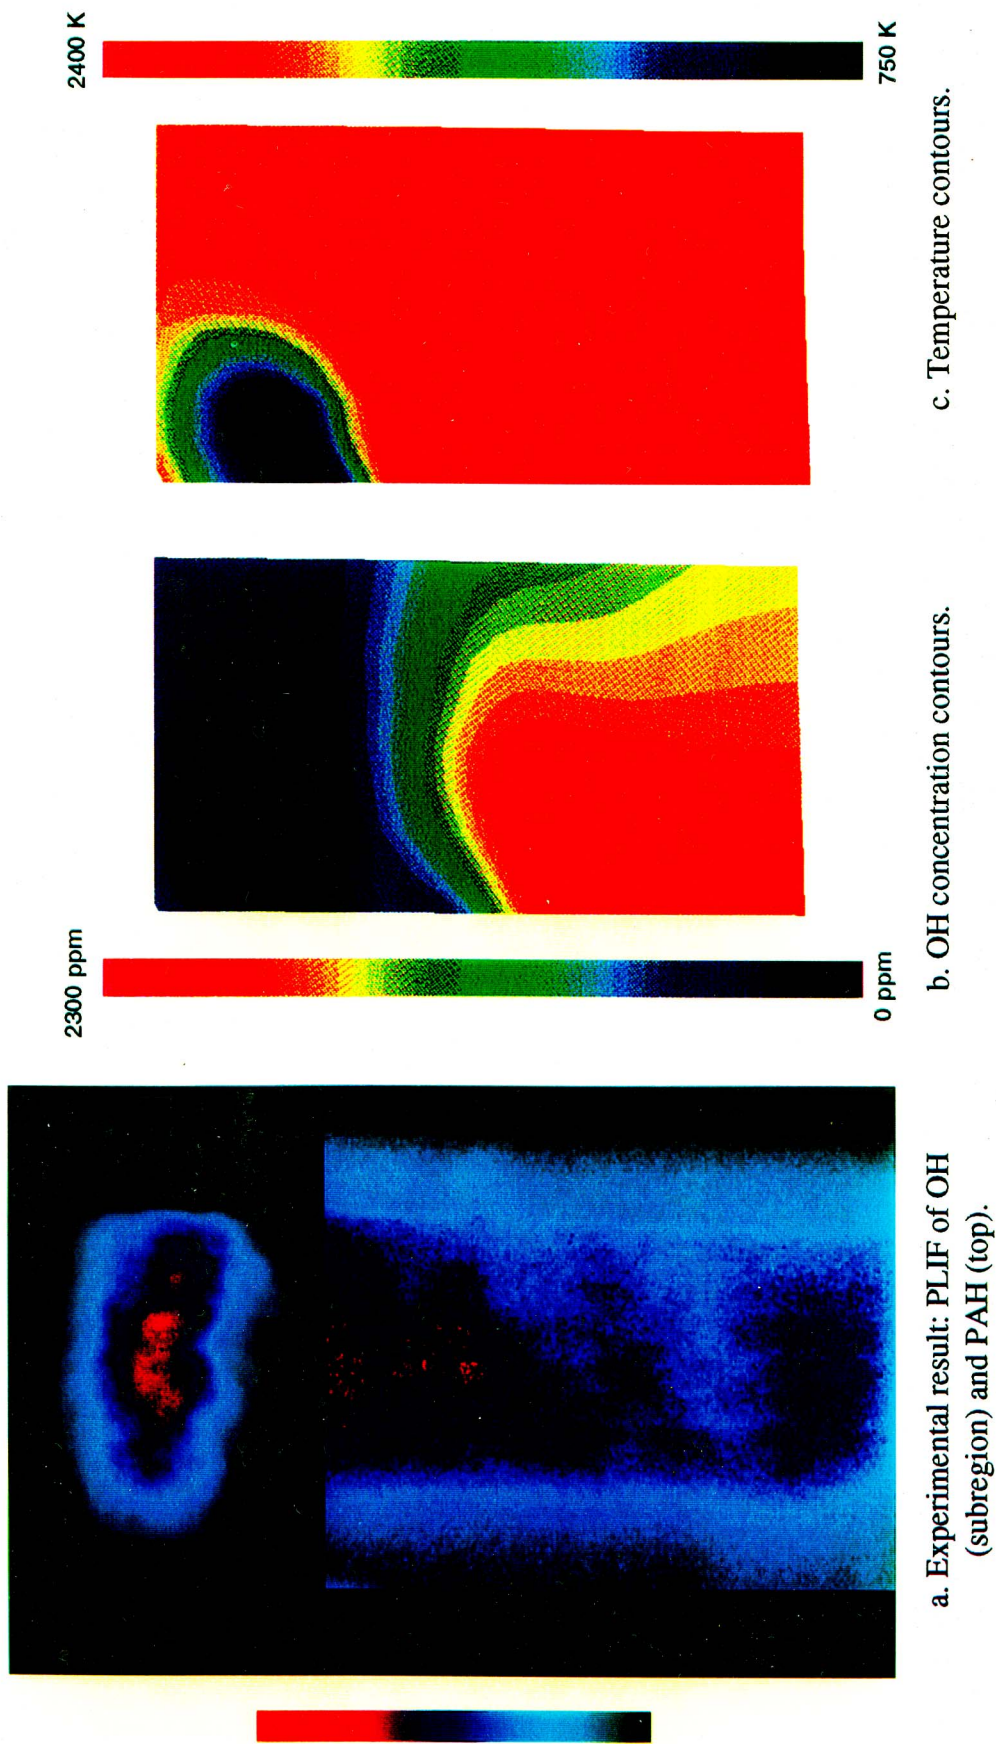 a. Experimental result: PLIF of OH
(subregion) and PAH (top).
2300 ppm
0 ppm
b. OH concentration contours.
2400 K
750 K
c. Temperature contours.